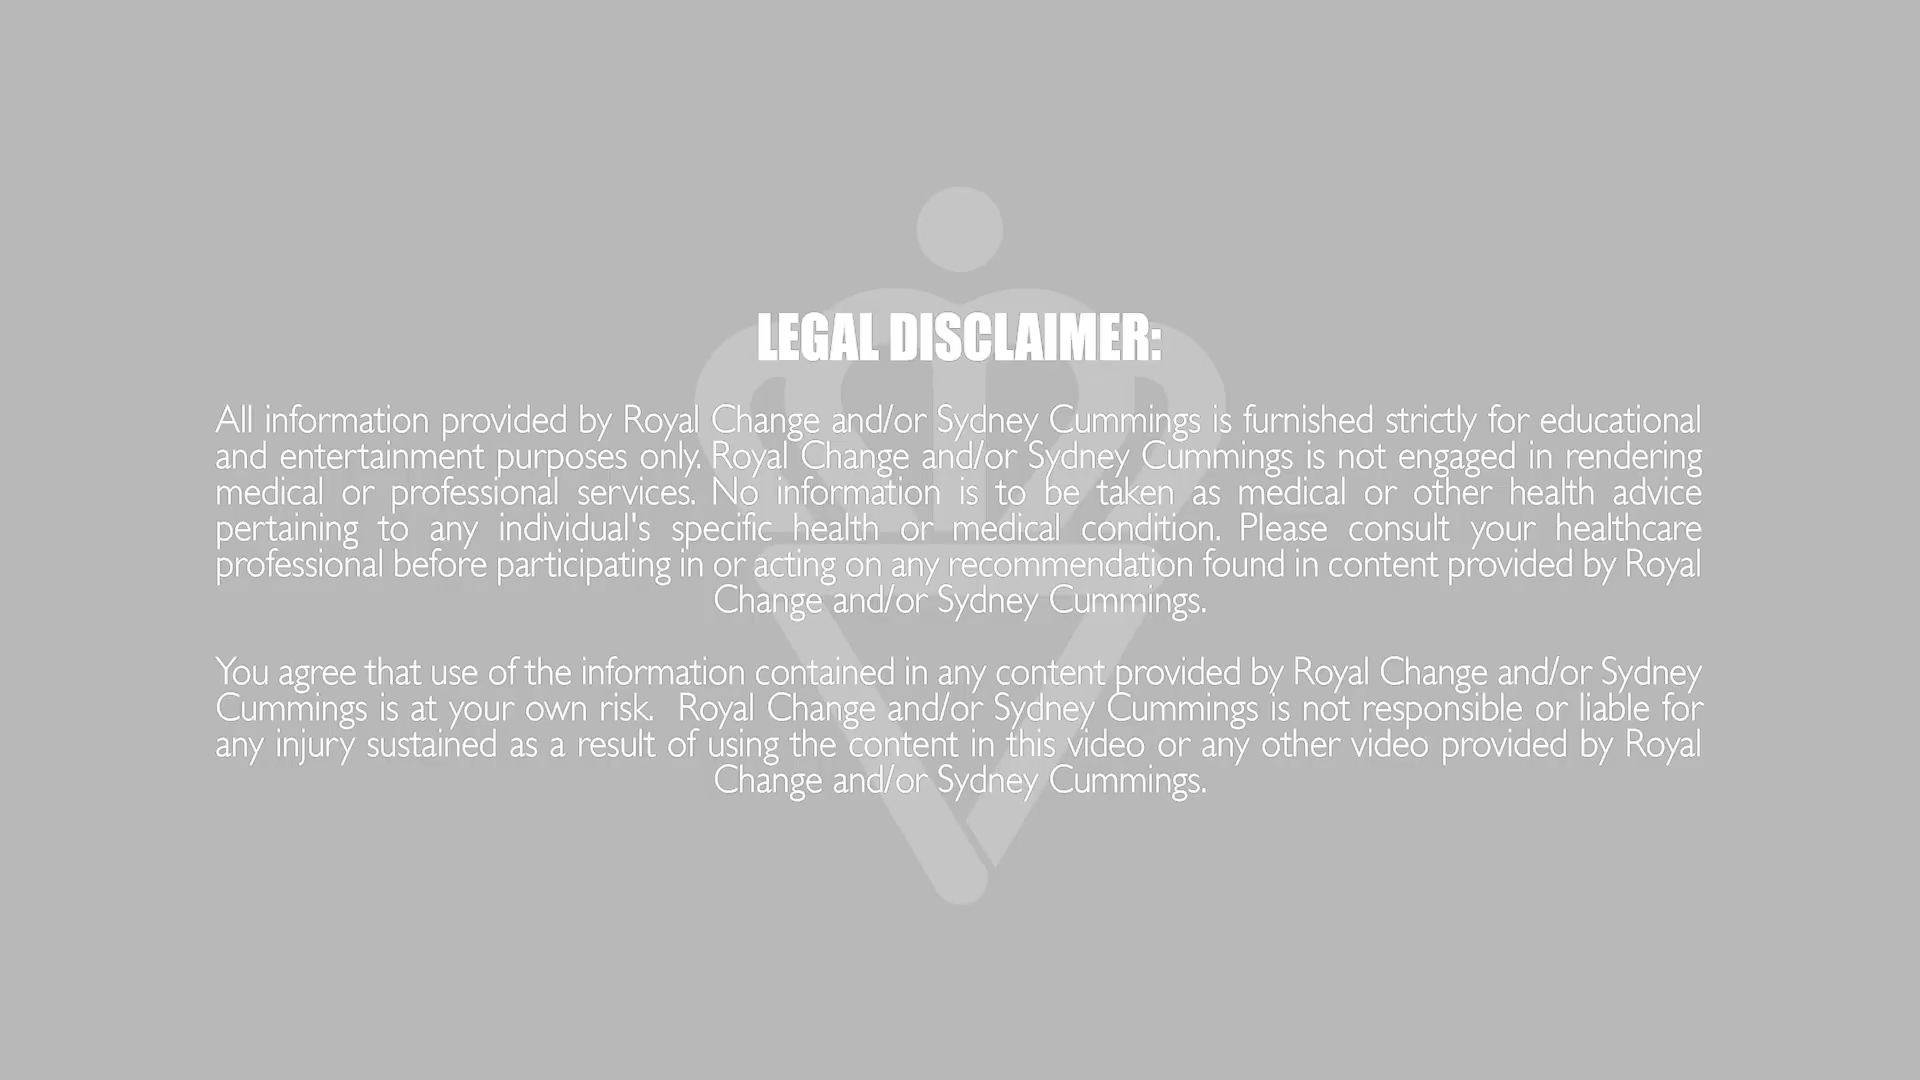 LEGAL DISCLAIMER:
All information provided by Royal Change and/or Sydney Cummings is furnished strictly for educational
and entertainment purposes only. Royal Change and/or Sydney Cummings is not engaged in rendering
medical or professional services. No information is to be taken as medical or other health advice
pertaining to any individual's specific health or medical condition. Please consult your healthcare
professional before participating in or acting on any recommendation found in content provided by Royal
Change and/or Sydney Cummings.
You agree that use of the information contained in any content provided by Royal Change and/or Sydney
Cummings is at your own risk.  Royal Change and/or Sydney Cummings is not responsible or liable for
any injury sustained as a result of using the content in this video or any other video provided by Royal
Change and/or Sydney Cummings.